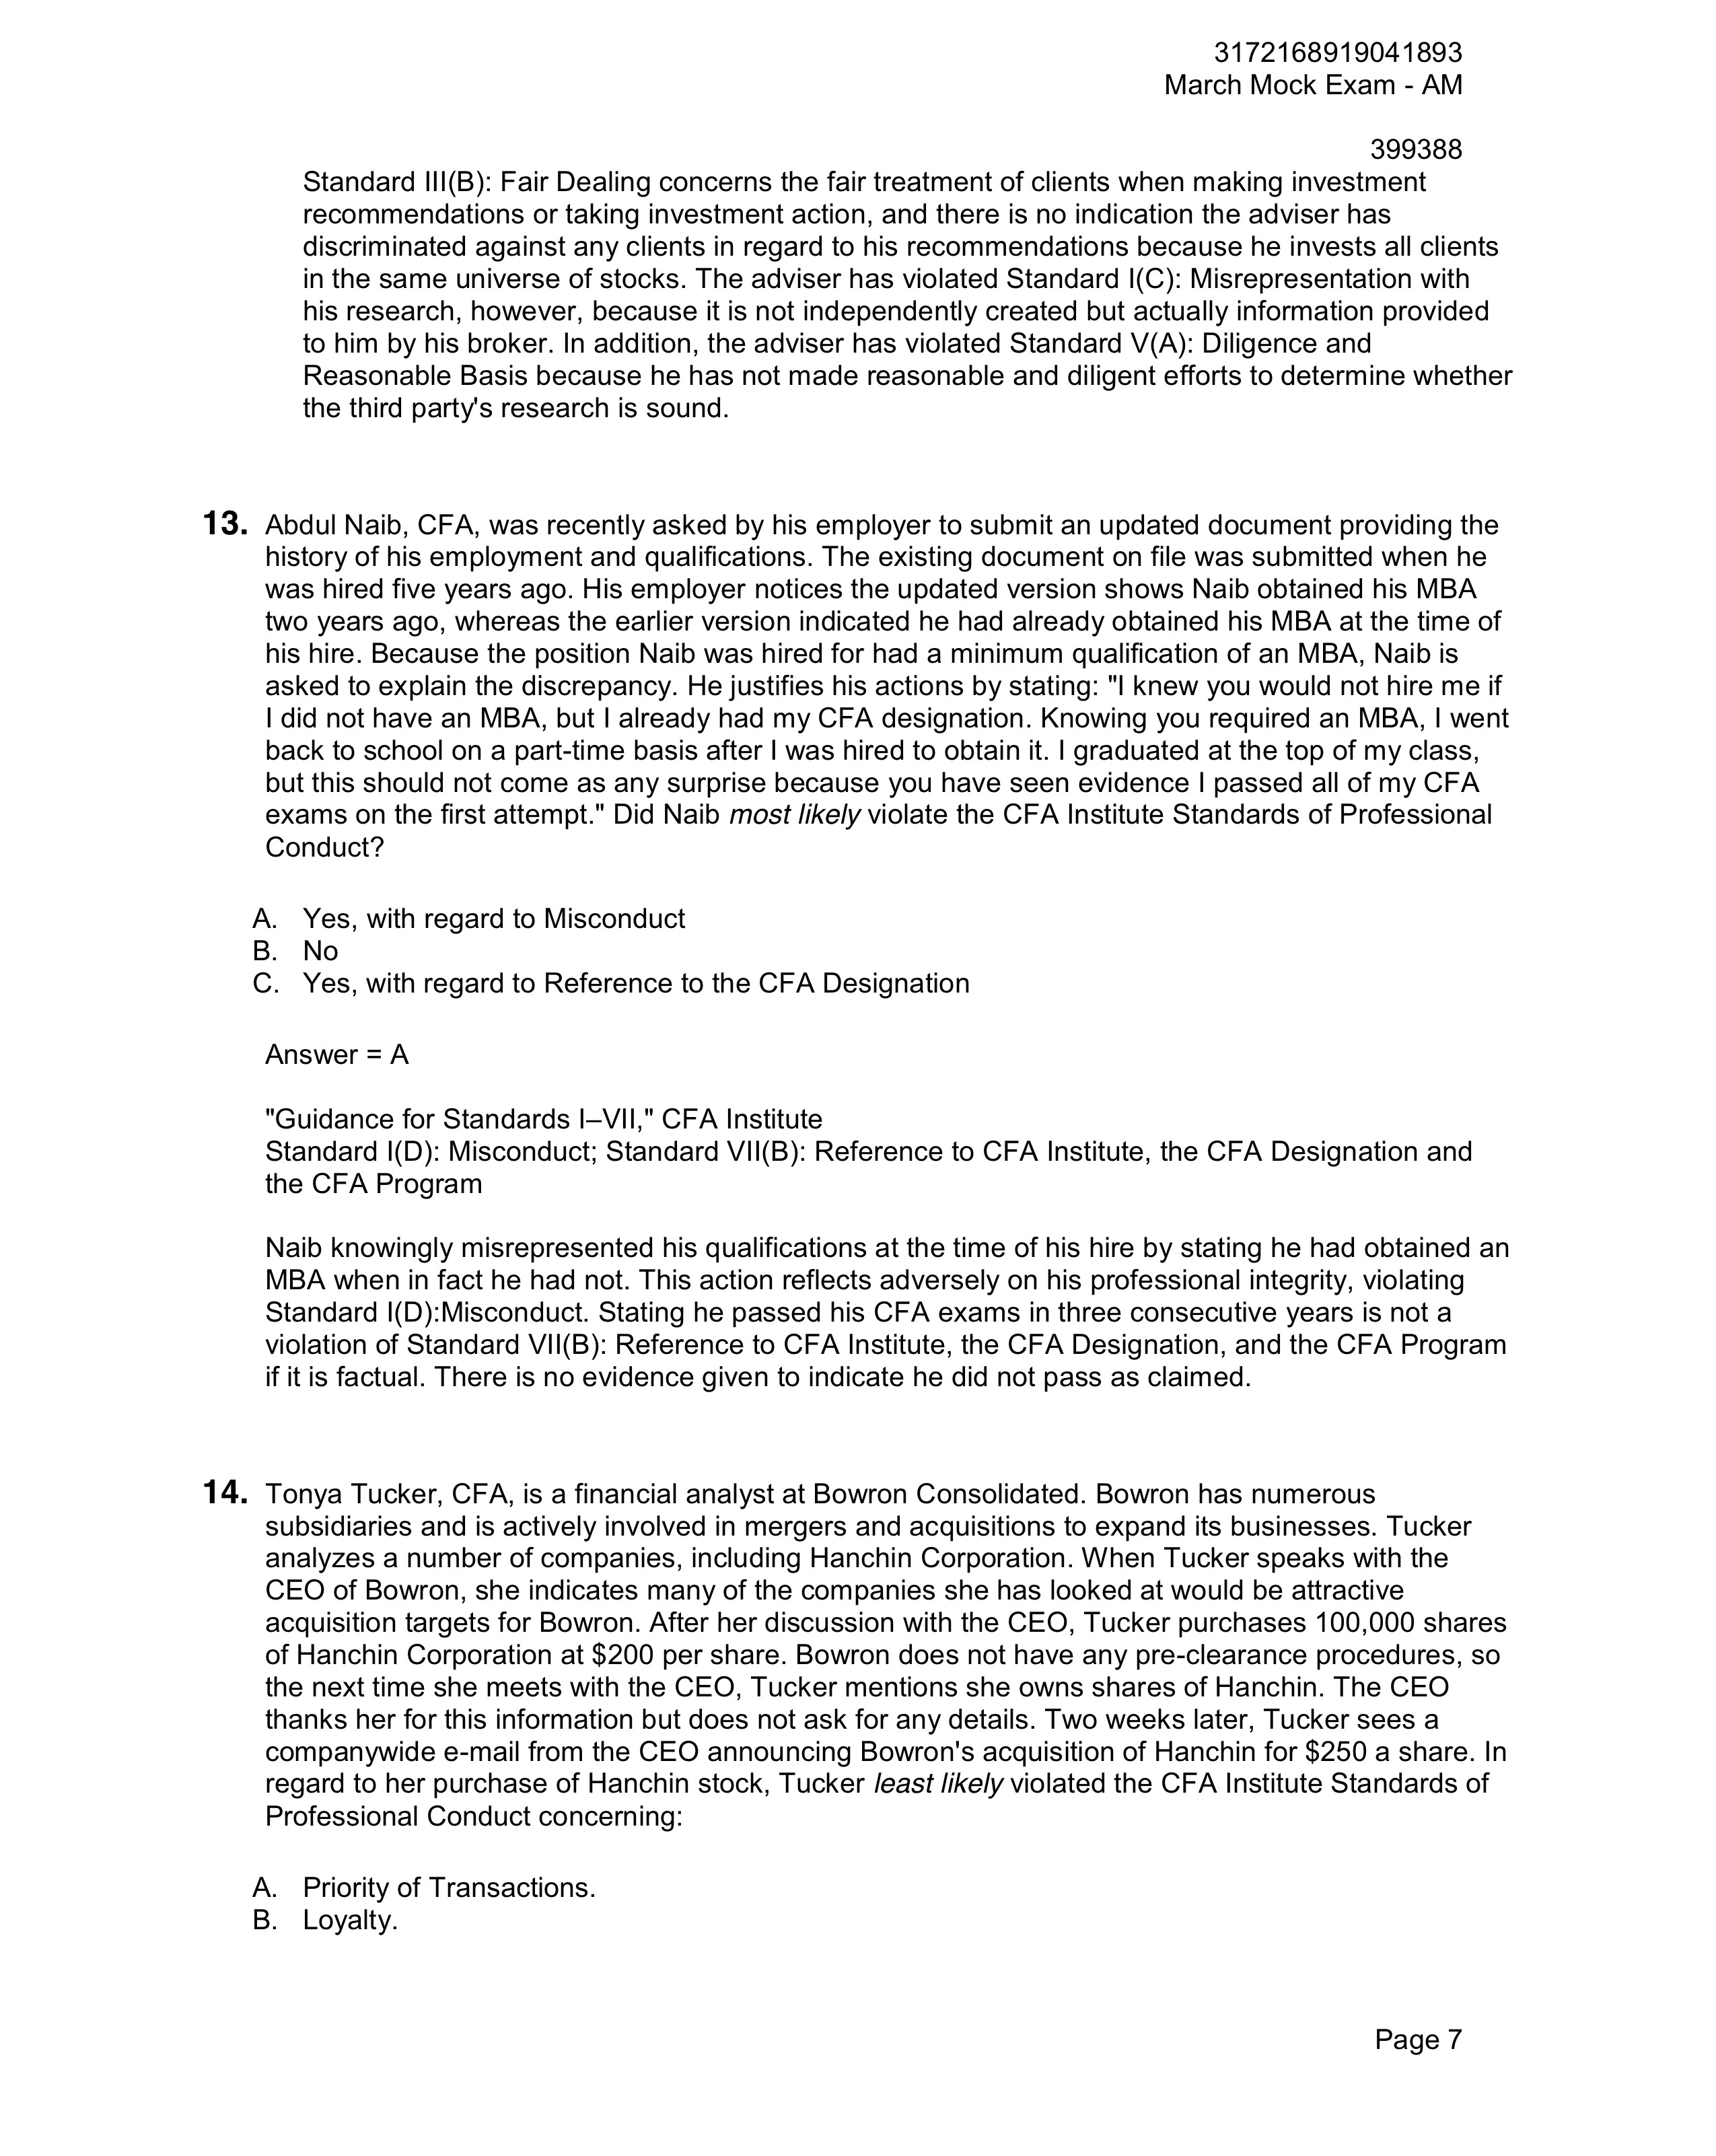 3172168919041893
March Mock Exam - AM
399388
Standard III(B): Fair Dealing concerns the fair treatment of clients when making investment
recommendations or taking investment action, and there is no indication the adviser has
discriminated against any clients in regard to his recommendations because he invests all clients
in the same universe of stocks. The adviser has violated Standard I(C): Misrepresentation with
his research, however, because it is not independently created but actually information provided
to him by his broker. In addition, the adviser has violated Standard V(A): Diligence and
Reasonable Basis because he has not made reasonable and diligent efforts to determine whether
the third party's research is sound.
13. Abdul Naib, CFA, was recently asked by his employer to submit an updated document providing the
history of his employment and qualifications. The existing document on file was submitted when he
was hired five years ago. His employer notices the updated version shows Naib obtained his MBA
two years ago, whereas the earlier version indicated he had already obtained his MBA at the time of
his hire. Because the position Naib was hired for had a minimum qualification of an MBA, Naib is
asked to explain the discrepancy. He justifies his actions by stating: "I knew you would not hire me if
I did not have an MBA, but I already had my CFA designation. Knowing you required an MBA, I went
back to school on a part-time basis after I was hired to obtain it. I graduated at the top of my class,
but this should not come as any surprise because you have seen evidence I passed all of my CFA
exams on the first attempt." Did Naib most likely violate the CFA Institute Standards of Professional
Conduct?
A. Yes, with regard to Misconduct
B. No
C. Yes, with regard to Reference to the CFA Designation
Answer = A
"Guidance for Standards I–VII," CFA Institute
Standard I(D): Misconduct; Standard VII(B): Reference to CFA Institute, the CFA Designation and
the CFA Program
Naib knowingly misrepresented his qualifications at the time of his hire by stating he had obtained an
MBA when in fact he had not. This action reflects adversely on his professional integrity, violating
Standard I(D):Misconduct. Stating he passed his CFA exams in three consecutive years is not a
violation of Standard VII(B): Reference to CFA Institute, the CFA Designation, and the CFA Program
if it is factual. There is no evidence given to indicate he did not pass as claimed.
14. Tonya Tucker, CFA, is a financial analyst at Bowron Consolidated. Bowron has numerous
subsidiaries and is actively involved in mergers and acquisitions to expand its businesses. Tucker
analyzes a number of companies, including Hanchin Corporation. When Tucker speaks with the
CEO of Bowron, she indicates many of the companies she has looked at would be attractive
acquisition targets for Bowron. After her discussion with the CEO, Tucker purchases 100,000 shares
of Hanchin Corporation at $200 per share. Bowron does not have any pre-clearance procedures, so
the next time she meets with the CEO, Tucker mentions she owns shares of Hanchin. The CEO
thanks her for this information but does not ask for any details. Two weeks later, Tucker sees a
companywide e-mail from the CEO announcing Bowron's acquisition of Hanchin for $250 a share. In
regard to her purchase of Hanchin stock, Tucker least likely violated the CFA Institute Standards of
Professional Conduct concerning:
A. Priority of Transactions.
B. Loyalty.
Page 7